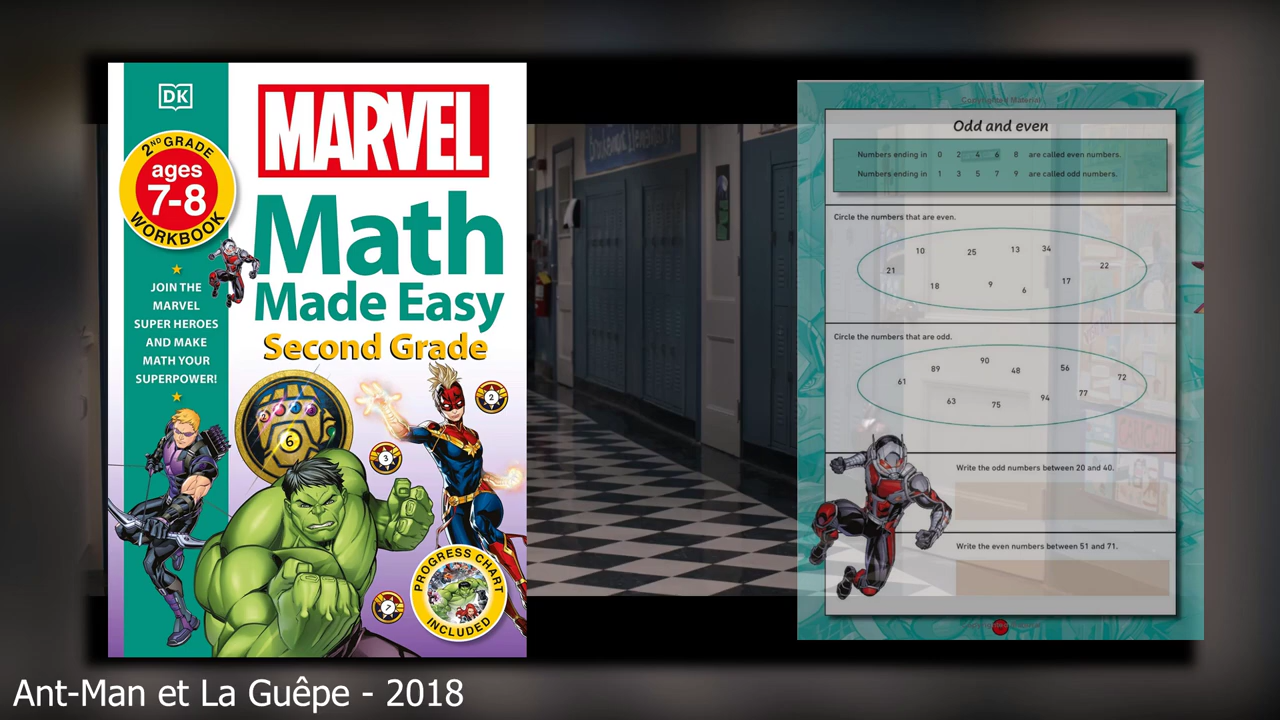 DK
2ND GRADE
ages
7-8
WORKBOOK
JOIN THE
MARVEL
SUPER HEROES
AND MAKE
MATH YOUR
SUPERPOWER!
MARVEL
Math
Made Easy
Second Grade
2
6
3
7
PROGRESS CHART
INCLUDED
Copyrighted Material
Odd and even
Numbers ending in 0 2 4 6 8 are called even numbers.
Numbers ending in 1 3 5 7 9 are called odd numbers.
Circle the numbers that are even.
10 25 13 34
21 22
18 9 6 17
Circle the numbers that are odd.
89 90 48 56
61 72
63 75 94 77
Write the odd numbers between 20 and 40.
Write the even numbers between 51 and 71.
Ant-Man et La Guêpe - 2018